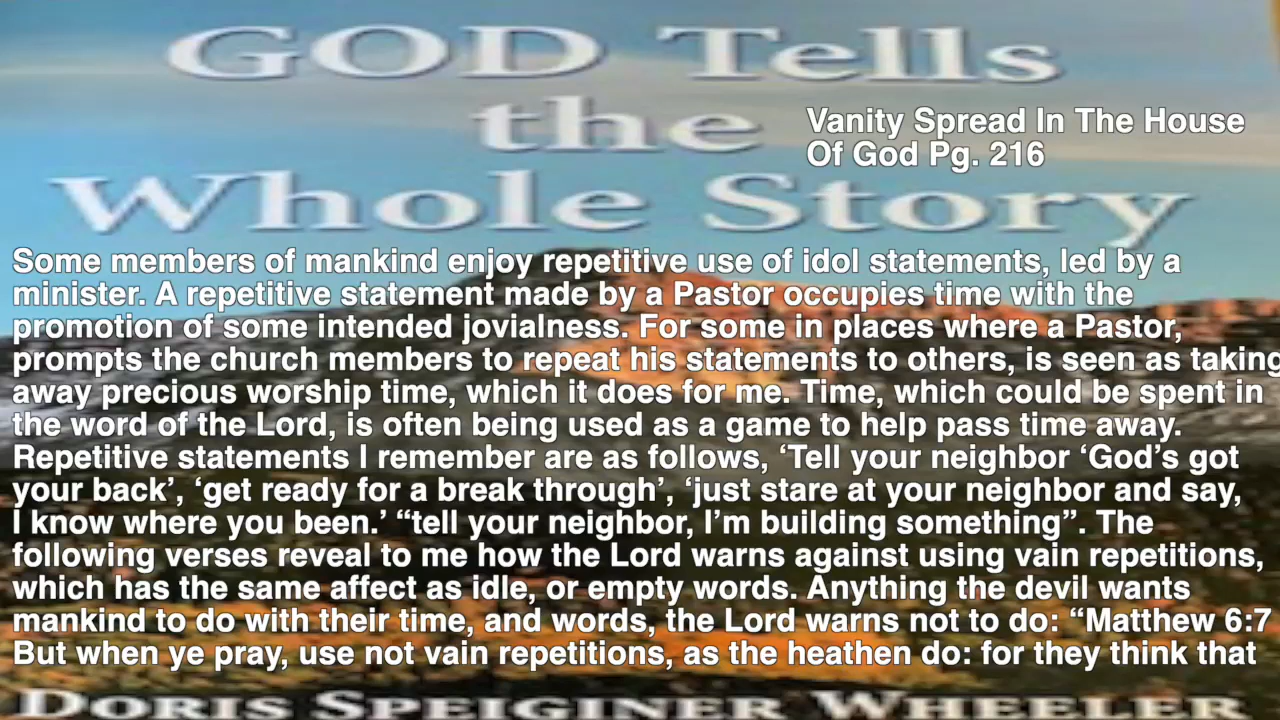 GOD Tells
the
Whole Story
Vanity Spread In The House
Of God Pg. 216
Some members of mankind enjoy repetitive use of idol statements, led by a
minister. A repetitive statement made by a Pastor occupies time with the
promotion of some intended jovialness. For some in places where a Pastor,
prompts the church members to repeat his statements to others, is seen as taking
away precious worship time, which it does for me. Time, which could be spent in
the word of the Lord, is often being used as a game to help pass time away.
Repetitive statements I remember are as follows, ‘Tell your neighbor ‘God’s got
your back’, ‘get ready for a break through’, ‘just stare at your neighbor and say,
I know where you been.’ “tell your neighbor, I’m building something”. The
following verses reveal to me how the Lord warns against using vain repetitions,
which has the same affect as idle, or empty words. Anything the devil wants
mankind to do with their time, and words, the Lord warns not to do: “Matthew 6:7
But when ye pray, use not vain repetitions, as the heathen do: for they think that
DORIS SPEIGINER WHEELER